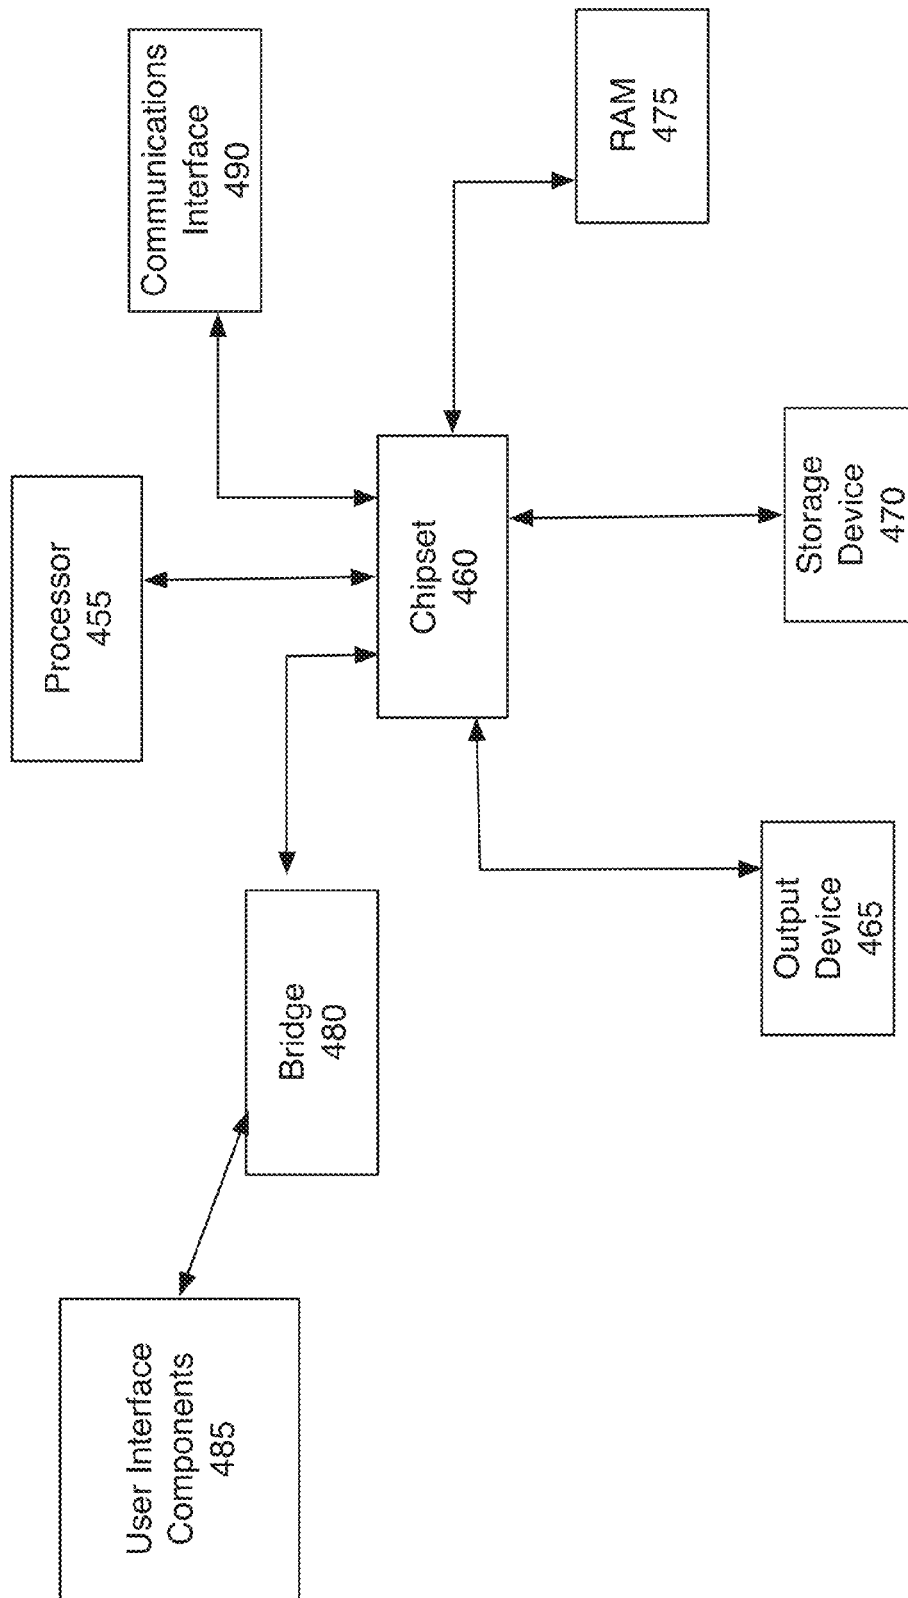 User Interface
Components
485
Bridge
480
Processor
455
Communications
Interface
490
Chipset
460
Output
Device
465
Storage
Device
470
RAM
475